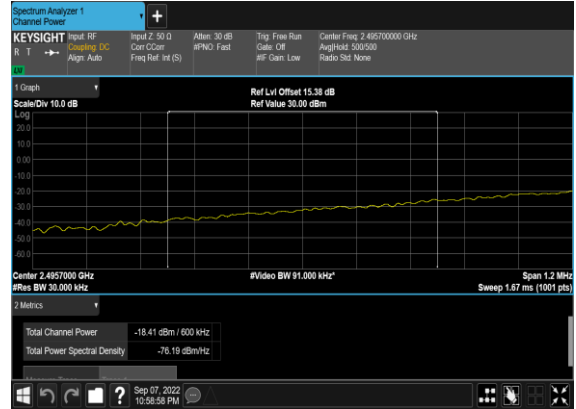 Spectrum Analyzer 1
Channel Power
+
KEYSIGHT
R T
LM
Input: RF
Coupling: DC
Align: Auto
Input Z: 50 Ω
Corr CCorr
Freq Ref: Int (S)
Atten: 30 dB
#PNO: Fast
Trig: Free Run
Gate: Off
#IF Gain: Low
Center Freq: 2.495700000 GHz
Avg|Hold: 500/500
Radio Std: None
1 Graph
Scale/Div 10.0 dB
Ref Lvl Offset 15.38 dB
Ref Value 30.00 dBm
Log
20.0
10.0
0.00
-10.0
-20.0
-30.0
-40.0
-50.0
-60.0
Center 2.4957000 GHz
#Res BW 30.000 kHz
#Video BW 91.000 kHz*
Span 1.2 MHz
Sweep 1.67 ms (1001 pts)
2 Metrics
Total Channel Power -18.41 dBm / 600 kHz
Total Power Spectral Density -76.19 dBm/Hz
?
Sep 07, 2022
10:58:58 PM